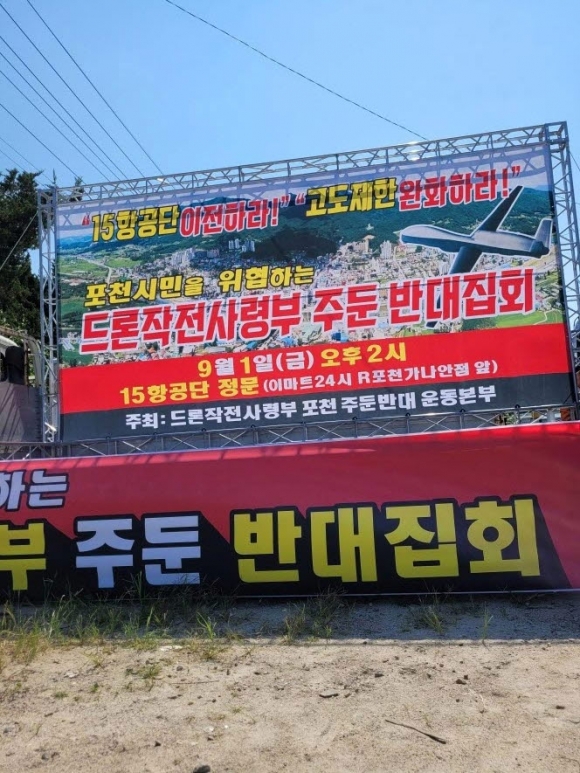 "15항공단 이전하라!" "고도제한 완화하라!"
포천시민을 위협하는
드론작전사령부 주둔 반대집회
9월 1일(금) 오후 2시
15항공단 정문 (이마트24시 R포천가나안점 앞)
주최 : 드론작전사령부 포천 주둔반대 운동본부
하는
부 주둔 반대집회